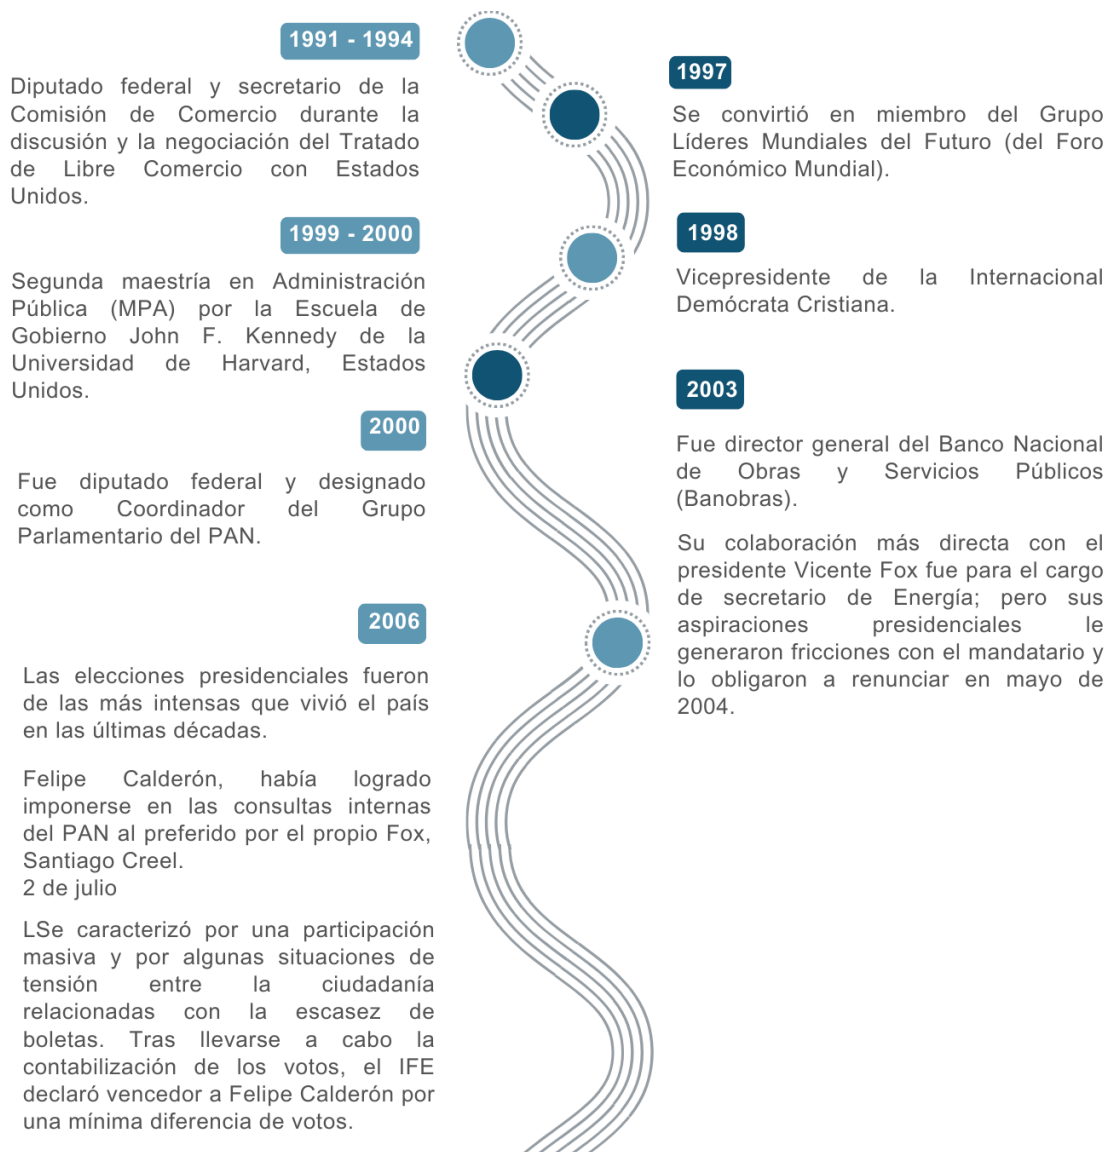 1991 - 1994
Diputado federal y secretario de la
Comisión de Comercio durante la
discusión y la negociación del Tratado
de Libre Comercio con Estados
Unidos.
1997
Se convirtió en miembro del Grupo
Líderes Mundiales del Futuro (del Foro
Económico Mundial).
1999 - 2000
Segunda maestría en Administración
Pública (MPA) por la Escuela de
Gobierno John F. Kennedy de la
Universidad de Harvard, Estados
Unidos.
1998
Vicepresidente de la Internacional
Demócrata Cristiana.
2000
Fue diputado federal y designado
como Coordinador del Grupo
Parlamentario del PAN.
2003
Fue director general del Banco Nacional
de Obras y Servicios Públicos
(Banobras).
Su colaboración más directa con el
presidente Vicente Fox fue para el cargo
de secretario de Energía; pero sus
aspiraciones presidenciales le
generaron fricciones con el mandatario y
lo obligaron a renunciar en mayo de
2004.
2006
Las elecciones presidenciales fueron
de las más intensas que vivió el país
en las últimas décadas.
Felipe Calderón, había logrado
imponerse en las consultas internas
del PAN al preferido por el propio Fox,
Santiago Creel.
2 de julio
LSe caracterizó por una participación
masiva y por algunas situaciones de
tensión entre la ciudadanía
relacionadas con la escasez de
boletas. Tras llevarse a cabo la
contabilización de los votos, el IFE
declaró vencedor a Felipe Calderón por
una mínima diferencia de votos.